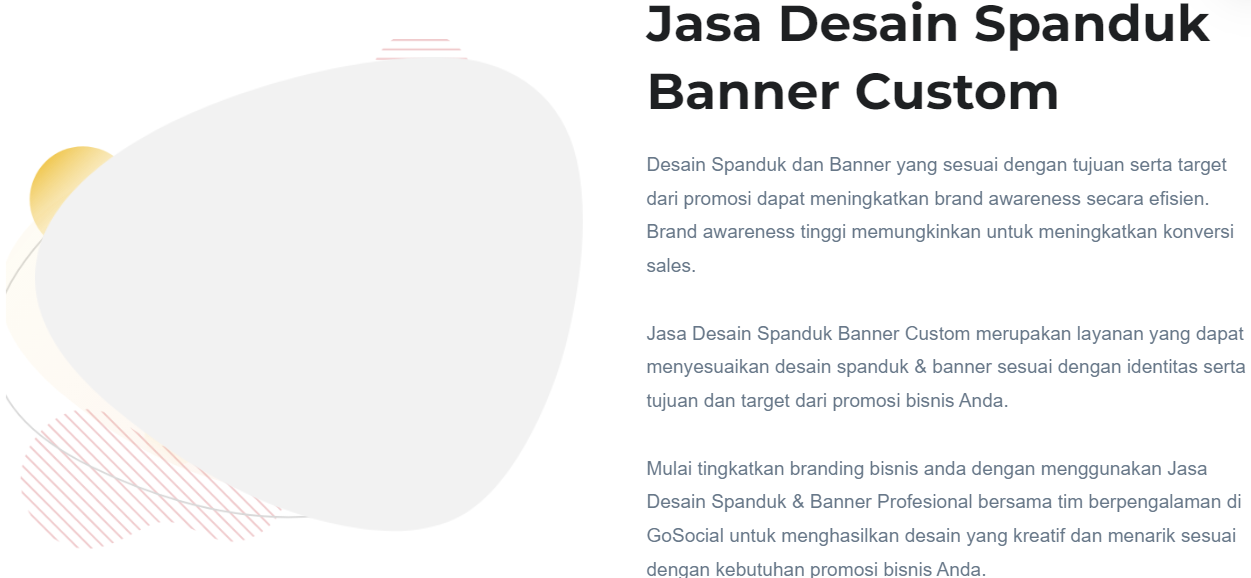 Jasa Desain Spanduk
Banner Custom
Desain Spanduk dan Banner yang sesuai dengan tujuan serta target
dari promosi dapat meningkatkan brand awareness secara efisien.
Brand awareness tinggi memungkinkan untuk meningkatkan konversi
sales.
Jasa Desain Spanduk Banner Custom merupakan layanan yang dapat
menyesuaikan desain spanduk & banner sesuai dengan identitas serta
tujuan dan target dari promosi bisnis Anda.
Mulai tingkatkan branding bisnis anda dengan menggunakan Jasa
Desain Spanduk & Banner Profesional bersama tim berpengalaman di
GoSocial untuk menghasilkan desain yang kreatif dan menarik sesuai
dengan kebutuhan promosi bisnis Anda.